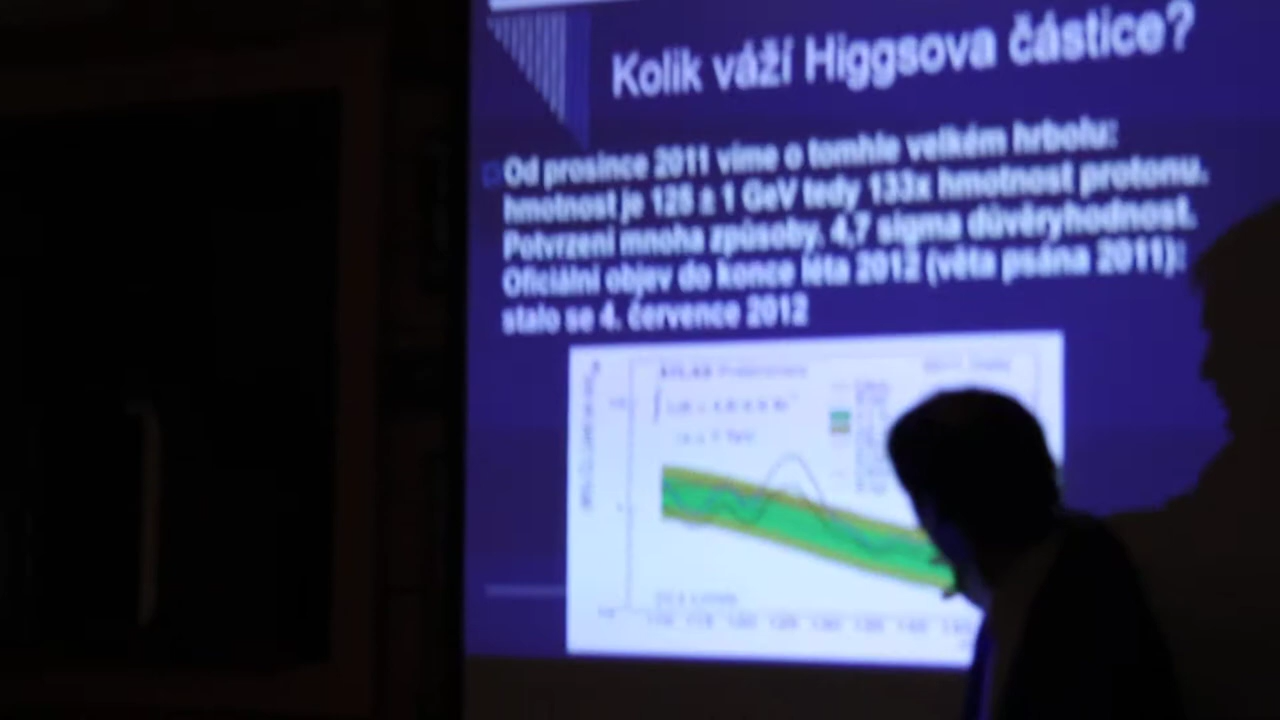 Kolik váží Higgsova částice?
Od prosince 2011 víme o tomhle velkém hrbolu:
hmotnost je 125 ± 1 GeV tedy 133x hmotnost protonu.
Potvrzení mnoha způsoby. 4,7 sigma důvěryhodnost.
Oficiální objev do konce léta 2012 (věta psána 2011):
stalo se 4. července 2012
ATLAS Preliminary